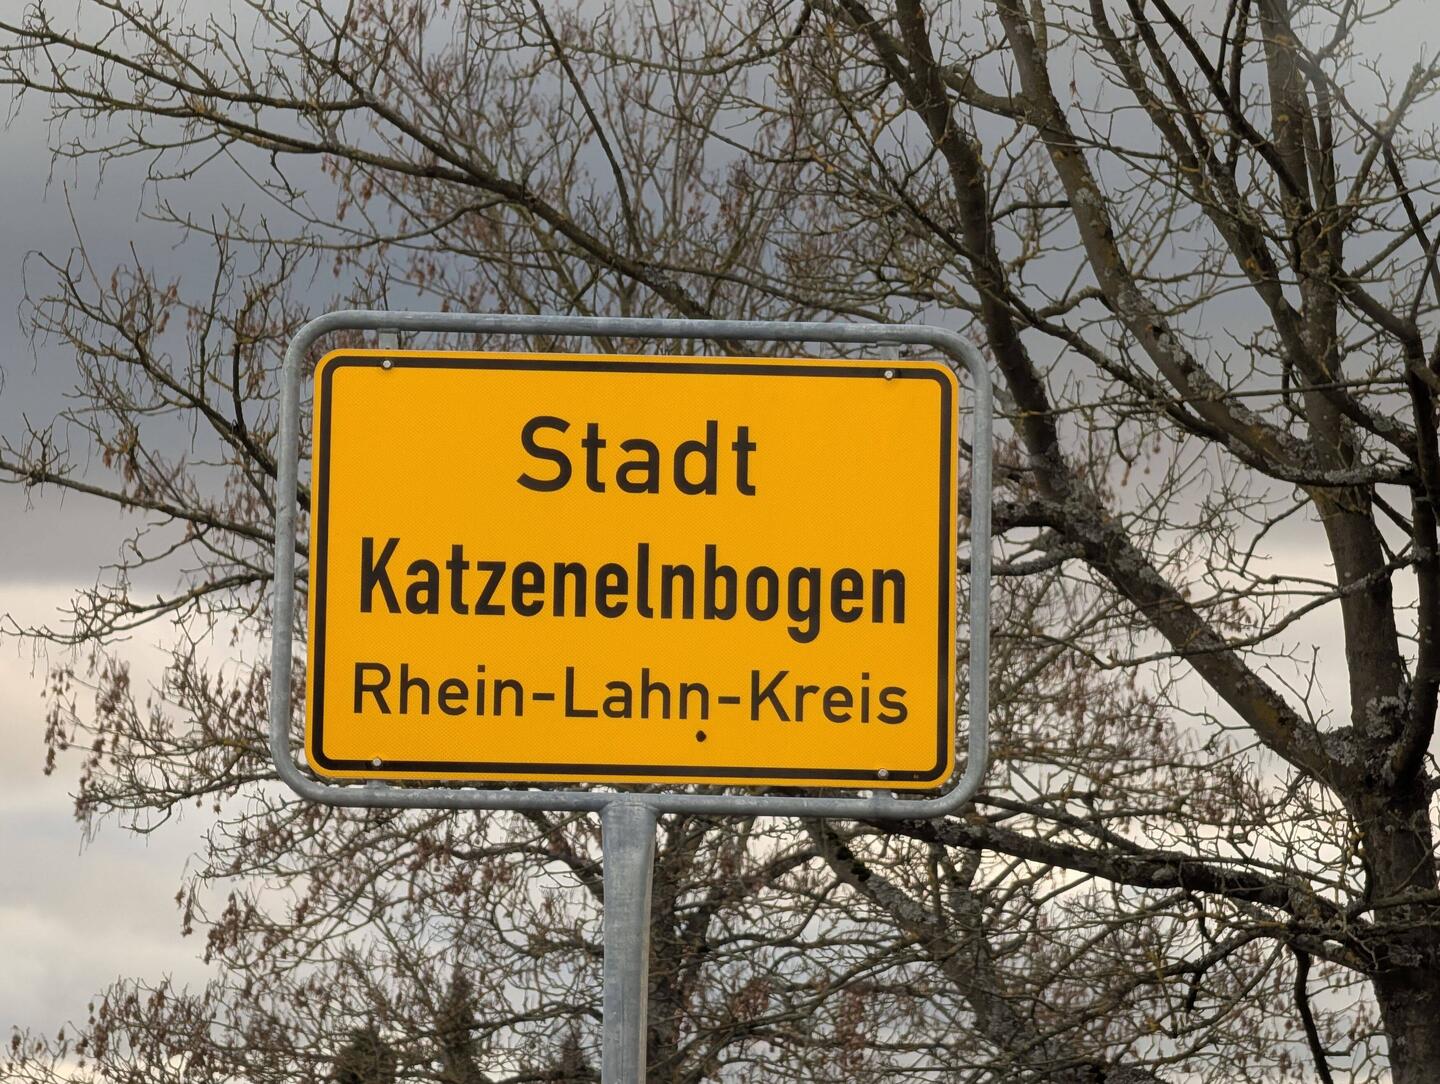 Stadt
Katzenelnbogen
Rhein-Lahn-Kreis